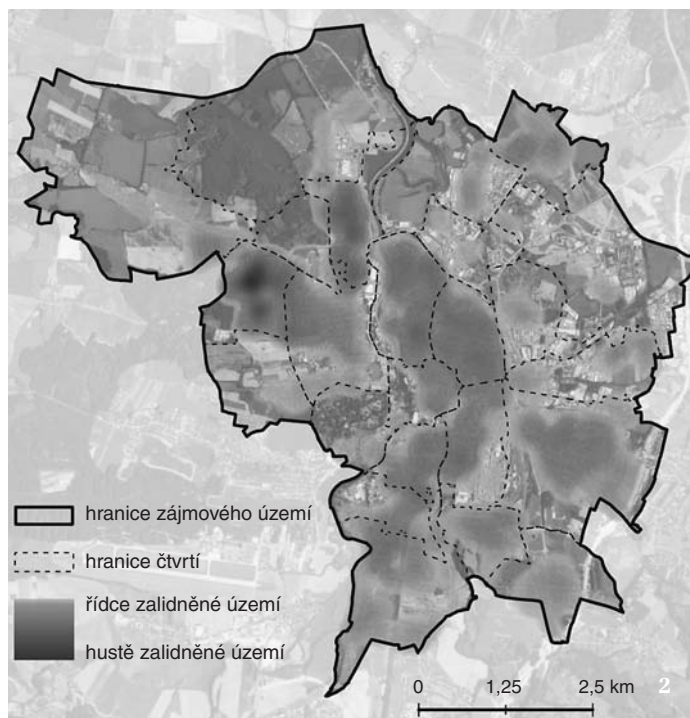 hranice zájmového území
hranice čtvrtí
řídce zalidněné území
hustě zalidněné území
0 1,25 2,5 km 2